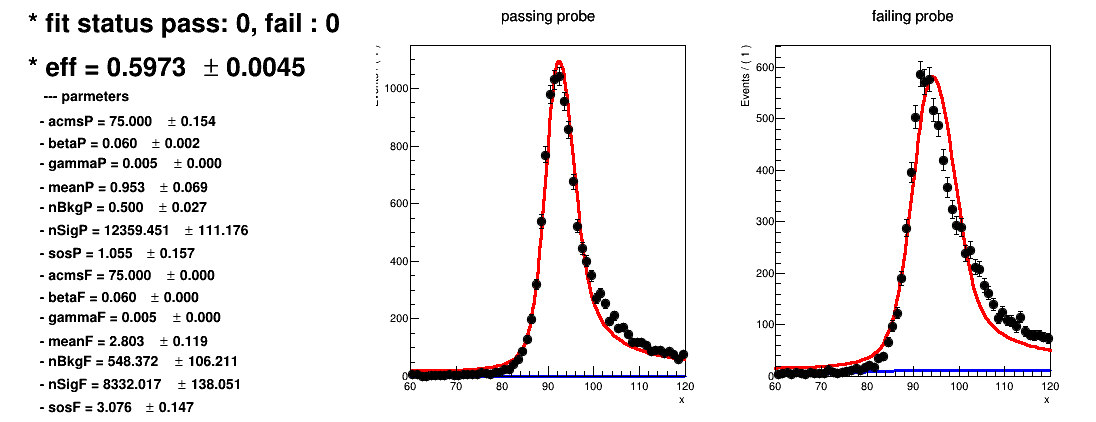 * fit status pass: 0, fail : 0
* eff = 0.5973 ± 0.0045
--- parmeters
- acmsP = 75.000 ± 0.154
- betaP = 0.060 ± 0.002
- gammaP = 0.005 ± 0.000
- meanP = 0.953 ± 0.069
- nBkgP = 0.500 ± 0.027
- nSigP = 12359.451 ± 111.176
- sosP = 1.055 ± 0.157
- acmsF = 75.000 ± 0.000
- betaF = 0.060 ± 0.000
- gammaF = 0.005 ± 0.000
- meanF = 2.803 ± 0.119
- nBkgF = 548.372 ± 106.211
- nSigF = 8332.017 ± 138.051
- sosF = 3.076 ± 0.147
passing probe
1000
800
600
400
200
0
60 70 80 90 100 110 120
x
failing probe
Events / ( 1 )
600
500
400
300
200
100
0
60 70 80 90 100 110 120
x